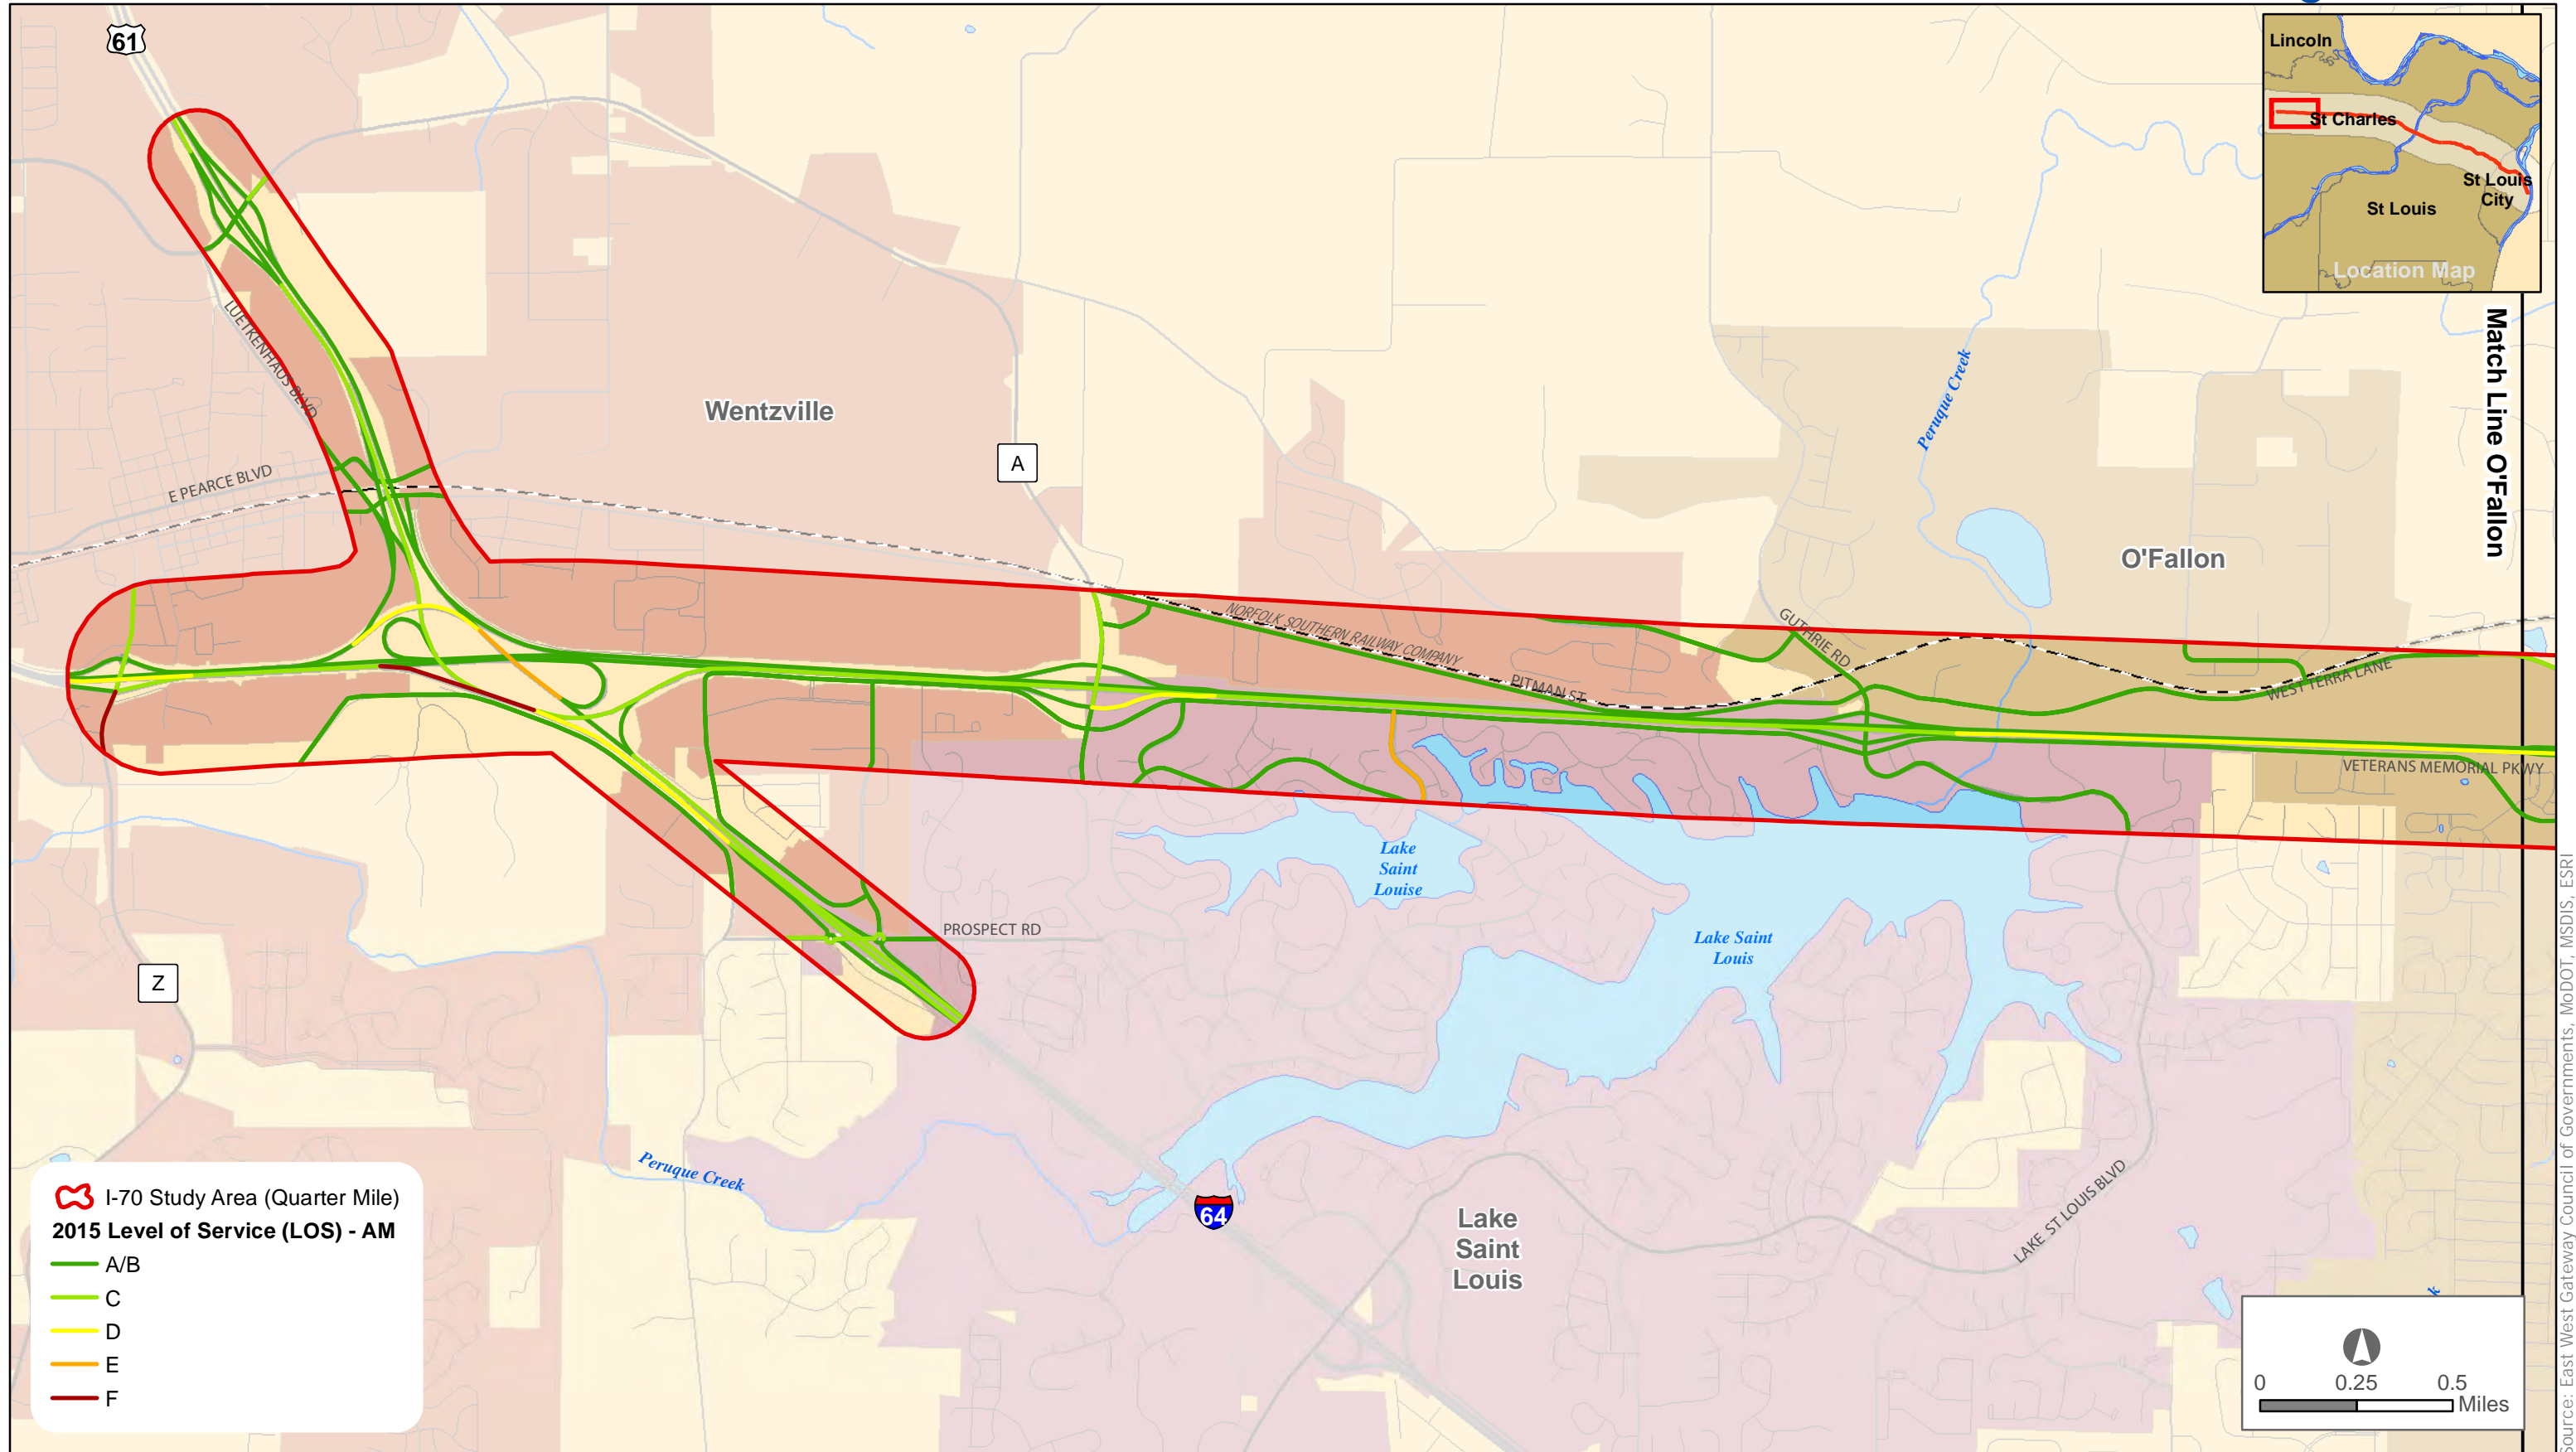 61
Lincoln
St Charles
St Louis
City
St Louis
Location Map
Match Line O'Fallon
LUETKENHAUS BLVD
Wentzville
Peruque Creek
A
E PEARCE BLVD
O'Fallon
NORFOLK SOUTHERN RAILWAY COMPANY
GUTHRIE RD
PITMAN ST
WEST TERRA LANE
VETERANS MEMORIAL PKWY
Lake
Saint
Louise
PROSPECT RD
Lake Saint
Louis
Z
Peruque Creek
64
Lake
Saint
Louis
LAKE ST LOUIS BLVD
I-70 Study Area (Quarter Mile)
2015 Level of Service (LOS) - AM
A/B
C
D
E
F
k
0 0.25 0.5
Miles
Source: East West Gateway Council of Governments, MoDOT, MSDIS, ESRI